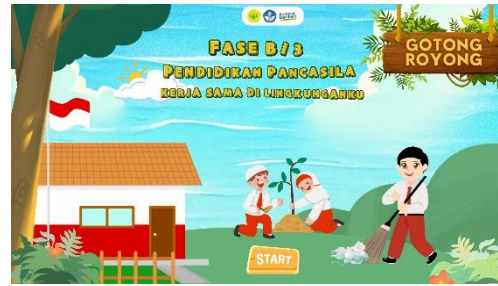 FASE B/3
PENDIDIKAN PANCASILA
KERJA SAMA DI LINGKUNGANKU
GOTONG
ROYONG
START